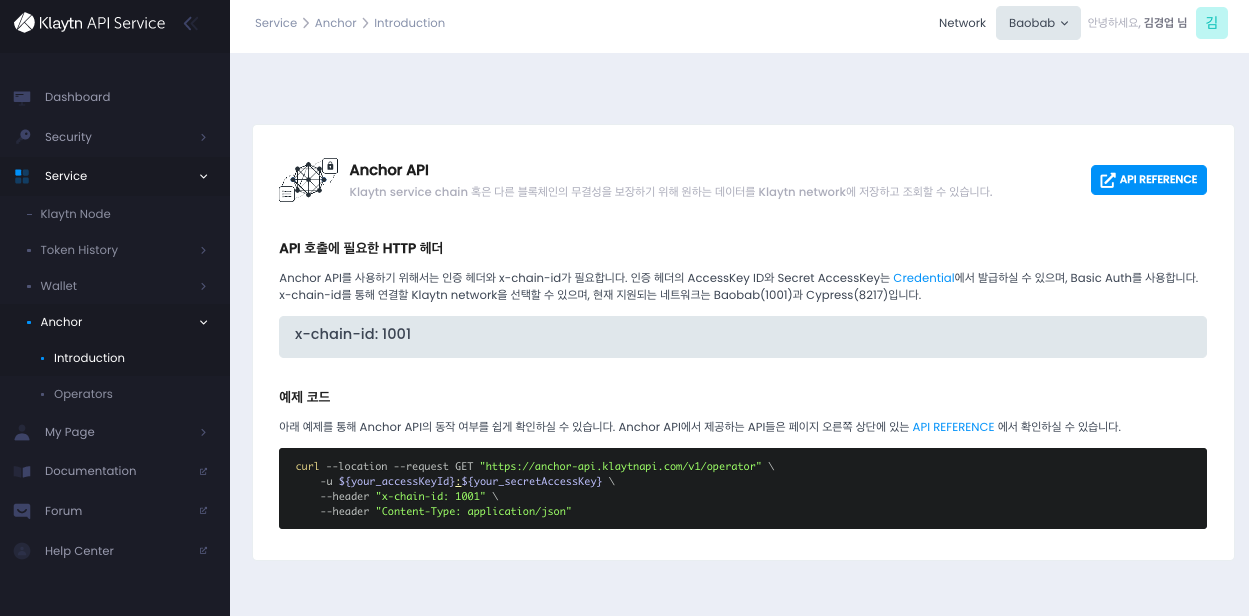 Klaytn API Service
Service > Anchor > Introduction
Network
Baobab
안녕하세요, 김경업 님
김
Dashboard
Security
Service
Klaytn Node
Token History
Wallet
Anchor
Introduction
Operators
My Page
Documentation
Forum
Help Center
Anchor API
Klaytn service chain 혹은 다른 블록체인의 무결성을 보장하기 위해 원하는 데이터를 Klaytn network에 저장하고 조회할 수 있습니다.
API REFERENCE
API 호출에 필요한 HTTP 헤더
Anchor API를 사용하기 위해서는 인증 헤더와 x-chain-id가 필요합니다. 인증 헤더의 AccessKey ID와 Secret AccessKey는 Credential에서 발급하실 수 있으며, Basic Auth를 사용합니다.
x-chain-id를 통해 연결할 Klaytn network을 선택할 수 있으며, 현재 지원되는 네트워크는 Baobab(1001)과 Cypress(8217)입니다.
x-chain-id: 1001
예제 코드
아래 예제를 통해 Anchor API의 동작 여부를 쉽게 확인하실 수 있습니다. Anchor API에서 제공하는 API들은 페이지 오른쪽 상단에 있는 API REFERENCE 에서 확인하실 수 있습니다.
curl --location --request GET "https://anchor-api.klaytnapi.com/v1/operator" \
-u ${your_accessKeyId}:${your_secretAccessKey} \
--header "x-chain-id: 1001" \
--header "Content-Type: application/json"